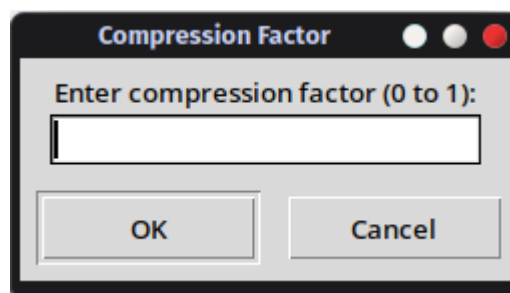 Compression Factor
Enter compression factor (0 to 1):
OK
Cancel